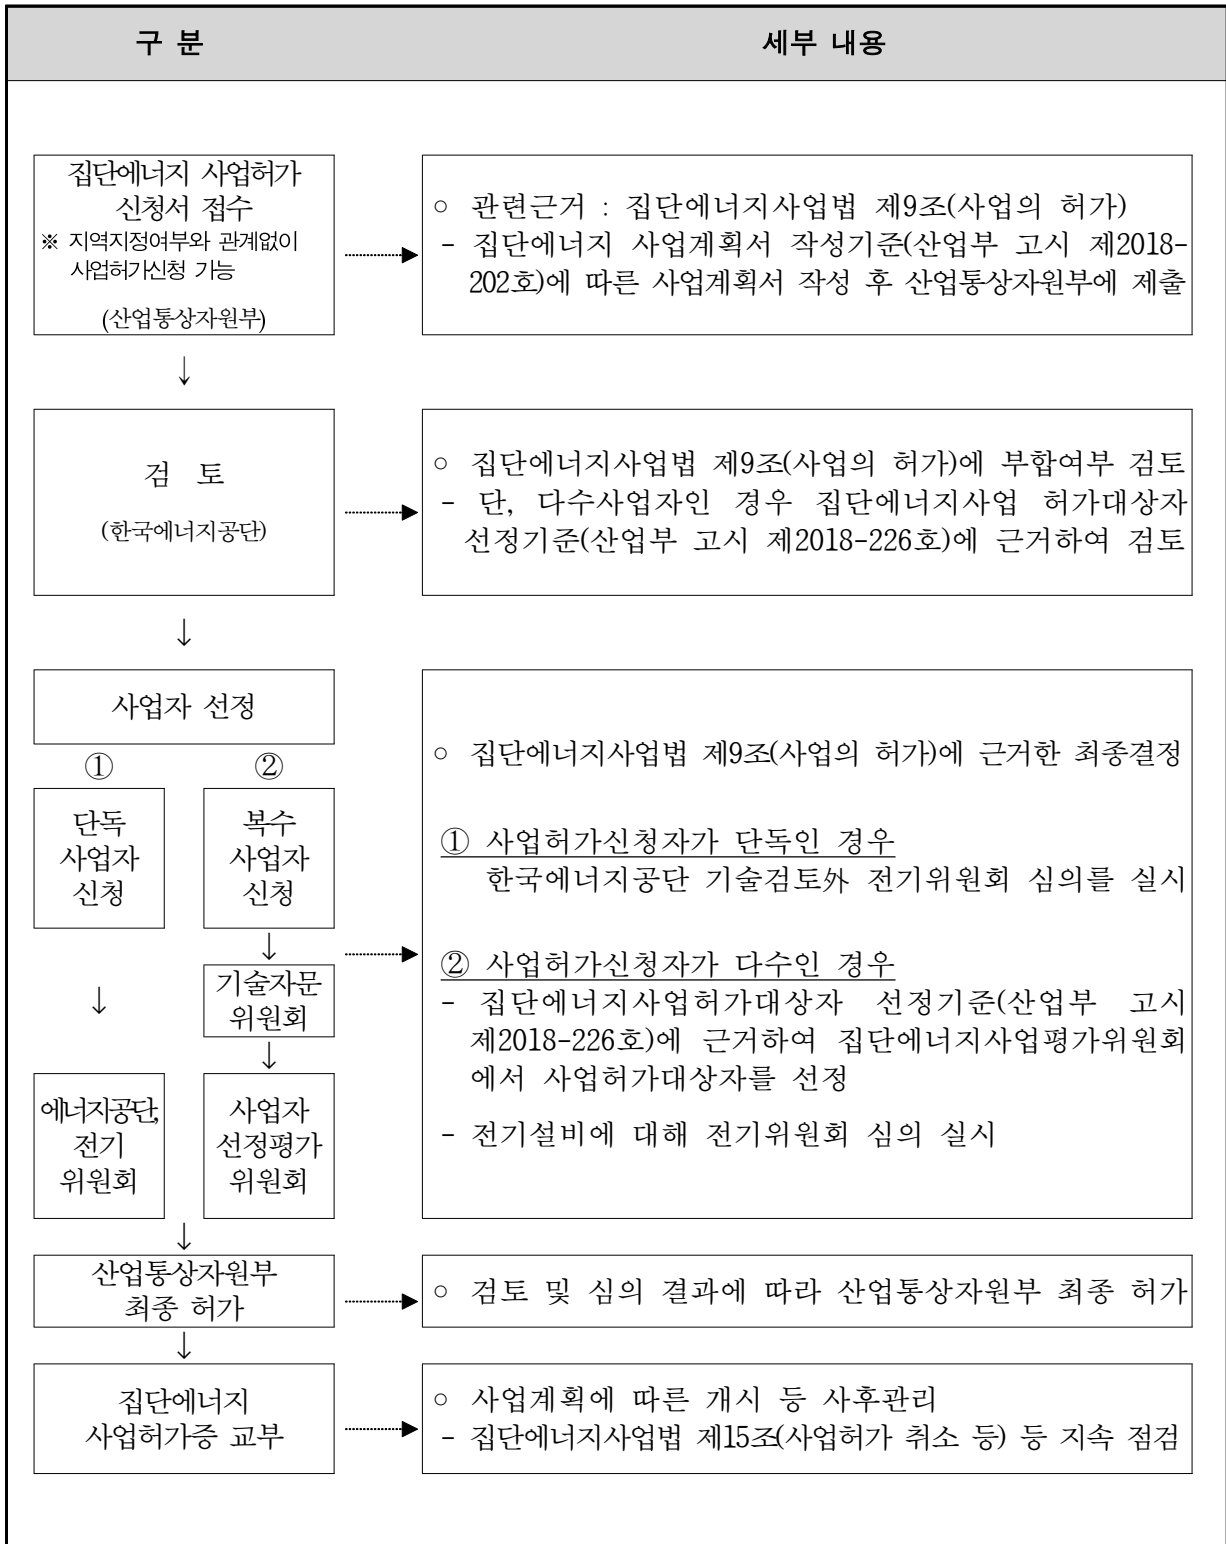 구 분
세부 내용
집단에너지 사업허가
신청서 접수
※ 지역지정여부와 관계없이
사업허가신청 가능
(산업통상자원부)
○ 관련근거 : 집단에너지사업법 제9조(사업의 허가)
- 집단에너지 사업계획서 작성기준(산업부 고시 제2018-
202호)에 따른 사업계획서 작성 후 산업통상자원부에 제출
↓
검 토
(한국에너지공단)
○ 집단에너지사업법 제9조(사업의 허가)에 부합여부 검토
- 단, 다수사업자인 경우 집단에너지사업 허가대상자
선정기준(산업부 고시 제2018-226호)에 근거하여 검토
↓
사업자 선정
① ②
단독
사업자
신청
복수
사업자
신청
↓
기술자문
위원회
↓
↓
에너지공단,
전기
위원회
사업자
선정평가
위원회
○ 집단에너지사업법 제9조(사업의 허가)에 근거한 최종결정
① 사업허가신청자가 단독인 경우
한국에너지공단 기술검토外 전기위원회 심의를 실시
② 사업허가신청자가 다수인 경우
- 집단에너지사업허가대상자 선정기준(산업부 고시
제2018-226호)에 근거하여 집단에너지사업평가위원회
에서 사업허가대상자를 선정
- 전기설비에 대해 전기위원회 심의 실시
↓
산업통상자원부
최종 허가
○ 검토 및 심의 결과에 따라 산업통상자원부 최종 허가
↓
집단에너지
사업허가증 교부
○ 사업계획에 따른 개시 등 사후관리
- 집단에너지사업법 제15조(사업허가 취소 등) 등 지속 점검